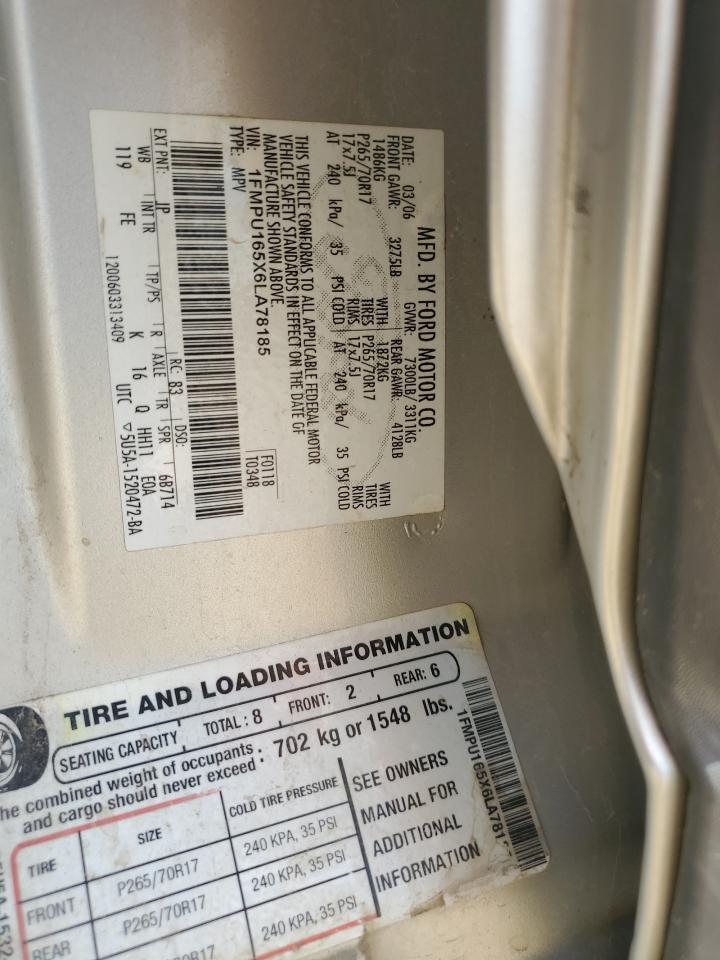 MFD. BY FORD MOTOR CO.
DATE: 03/06 GVWR: 7300LB/ 3311KG
FRONT GAWR: 3275LB REAR GAWR: 4128LB
1486KG WITH 1872KG WITH
P265/70R17 TIRES P265/70R17 TIRES
17x7.5J RIMS 17x7.5J RIMS
AT 240 kPa/ 35 PSI COLD AT 240 kPa/ 35 PSI COLD
THIS VEHICLE CONFORMS TO ALL APPLICABLE FEDERAL MOTOR
VEHICLE SAFETY STANDARDS IN EFFECT ON THE DATE OF
MANUFACTURE SHOWN ABOVE.
VIN: 1FMPU165X6LA78185
TYPE: MPV
F0118
T0348
EXT PNT: JP RC: 83 DSO:
WB INT TR TP/PS R AXLE TR SPR 6B714
119 FE K 16 Q HH11 EOA
1200603313409 UTC ▽5U5A-1520472-BA
TIRE AND LOADING INFORMATION
SEATING CAPACITY TOTAL : 8 FRONT: 2 REAR: 6
he combined weight of occupants
and cargo should never exceed : 702 kg or 1548 lbs.
TIRE SIZE COLD TIRE PRESSURE
FRONT P265/70R17 240 KPA, 35 PSI
REAR P265/70R17 240 KPA, 35 PSI
0R17 240 KPA, 35 PSI
SEE OWNERS
MANUAL FOR
ADDITIONAL
INFORMATION
1FMPU165X6LA781